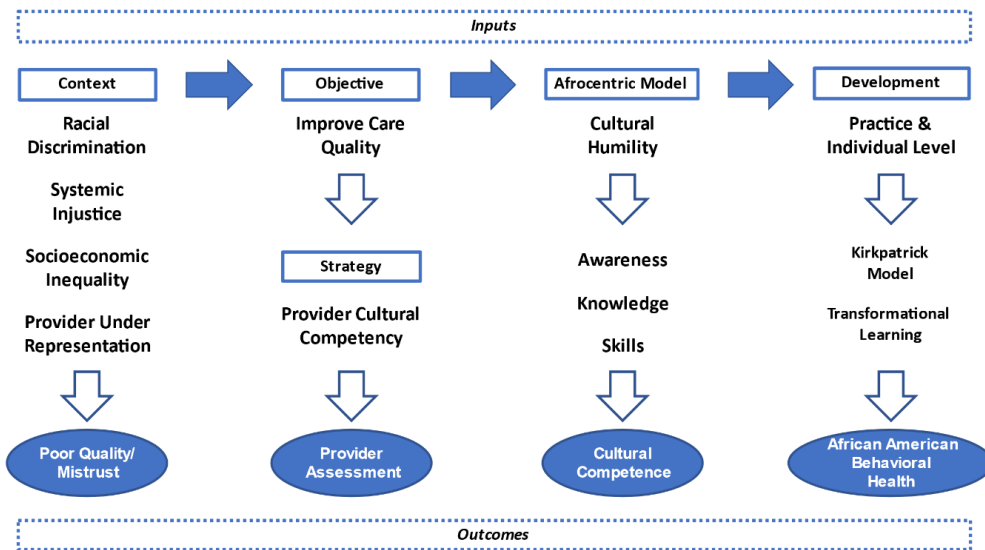 Inputs
Context
Objective
Afrocentric Model
Development
Racial
Discrimination
Systemic
Injustice
Socioeconomic
Inequality
Provider Under
Representation
Poor Quality/
Mistrust
Improve Care
Quality
Strategy
Provider Cultural
Competency
Provider
Assessment
Cultural
Humility
Awareness
Knowledge
Skills
Cultural
Competence
Practice &
Individual Level
Kirkpatrick
Model
Transformational
Learning
African American
Behavioral
Health
Outcomes